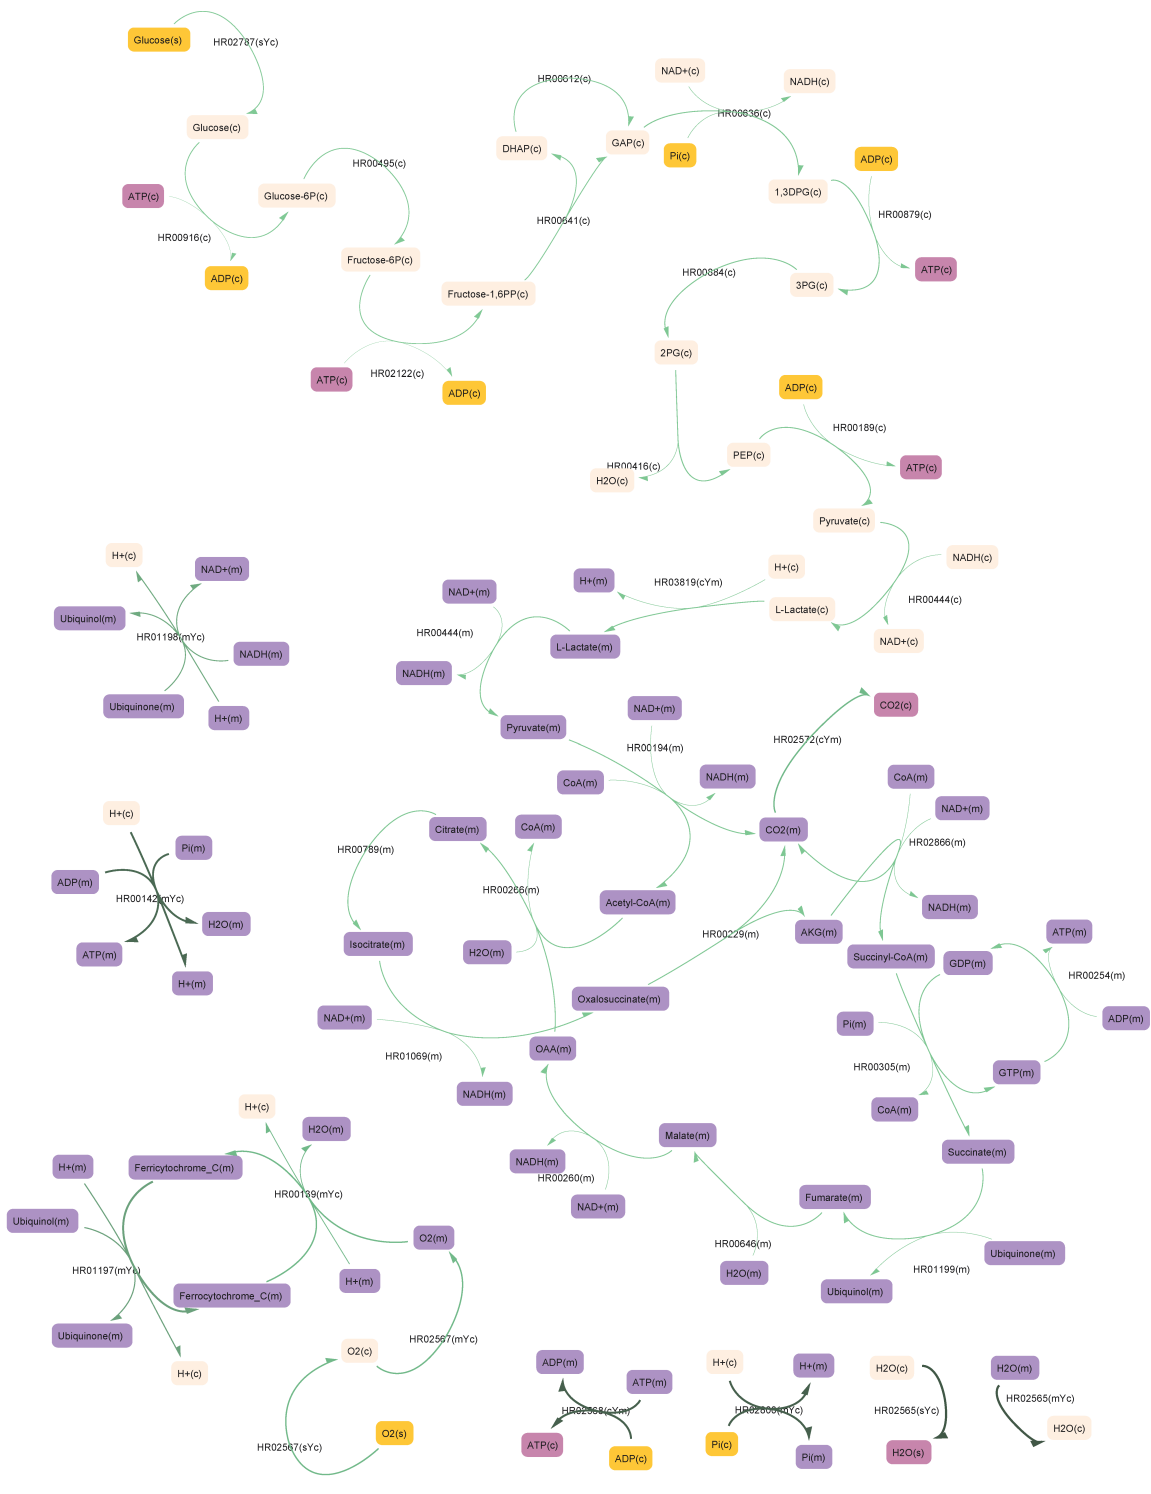 Glucose(s)
HR02787(sYc)
Glucose(c)
ATP(c)
HR00916(c)
ADP(c)
Glucose-6P(c)
HR00495(c)
Fructose-6P(c)
ATP(c)
HR02122(c)
ADP(c)
Fructose-1,6PP(c)
HR00641(c)
DHAP(c)
HR00612(c)
GAP(c)
NAD+(c)
Pi(c)
HR00636(c)
NADH(c)
1,3DPG(c)
ADP(c)
HR00879(c)
ATP(c)
3PG(c)
HR00884(c)
2PG(c)
HR00416(c)
H2O(c)
PEP(c)
ADP(c)
HR00189(c)
ATP(c)
Pyruvate(c)
NADH(c)
HR00444(c)
NAD+(c)
L-Lactate(c)
H+(c)
HR03819(cYm)
H+(m)
L-Lactate(m)
NAD+(m)
HR00444(m)
NADH(m)
Pyruvate(m)
NAD+(m)
HR00194(m)
NADH(m)
CoA(m)
CO2(m)
HR02572(cYm)
CO2(c)
Acetyl-CoA(m)
H+(c)
NAD+(m)
Ubiquinol(m)
HR01198(mYc)
NADH(m)
Ubiquinone(m)
H+(m)
H+(c)
Pi(m)
ADP(m)
HR00142(mYc)
H2O(m)
ATP(m)
H+(m)
Citrate(m)
CoA(m)
HR00266(m)
H2O(m)
HR00789(m)
Isocitrate(m)
NAD+(m)
HR01069(m)
NADH(m)
Oxalosuccinate(m)
HR00229(m)
AKG(m)
CoA(m)
NAD+(m)
HR02866(m)
NADH(m)
Succinyl-CoA(m)
GDP(m)
ATP(m)
HR00254(m)
ADP(m)
GTP(m)
Pi(m)
HR00305(m)
CoA(m)
Succinate(m)
Ubiquinone(m)
HR01199(m)
Ubiquinol(m)
Fumarate(m)
HR00646(m)
H2O(m)
Malate(m)
NADH(m)
HR00260(m)
NAD+(m)
OAA(m)
H+(c)
H2O(m)
H+(m)
Ferricytochrome_C(m)
HR00139(mYc)
Ubiquinol(m)
O2(m)
HR01197(mYc)
H+(m)
Ferrocytochrome_C(m)
Ubiquinone(m)
H+(c)
O2(c)
HR02567(mYc)
HR02567(sYc)
O2(s)
ADP(m)
ATP(m)
HR02568(cYm)
ATP(c)
ADP(c)
H+(c)
H+(m)
Pi(c)
Pi(m)
H2O(c)
HR02565(sYc)
H2O(s)
H2O(m)
HR02565(mYc)
H2O(c)